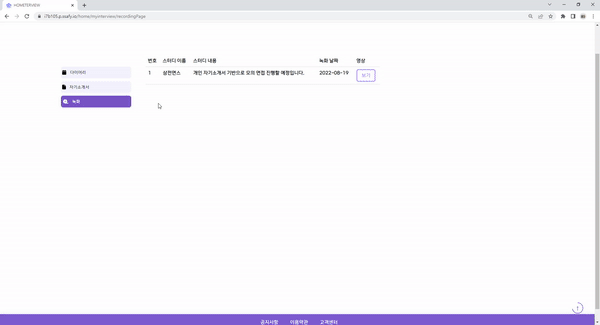 HOMETERVIEW
i7b105.p.ssafy.io/home/myinterview/recordingPage
번호 스터디 이름 스터디 내용 녹화 날짜 영상
1 삼전면스 개인 자기소개서 기반으로 모의 면접 진행할 예정입니다. 2022-08-19 보기
다이어리
자기소개서
녹화
공지사항 이용약관 고객센터